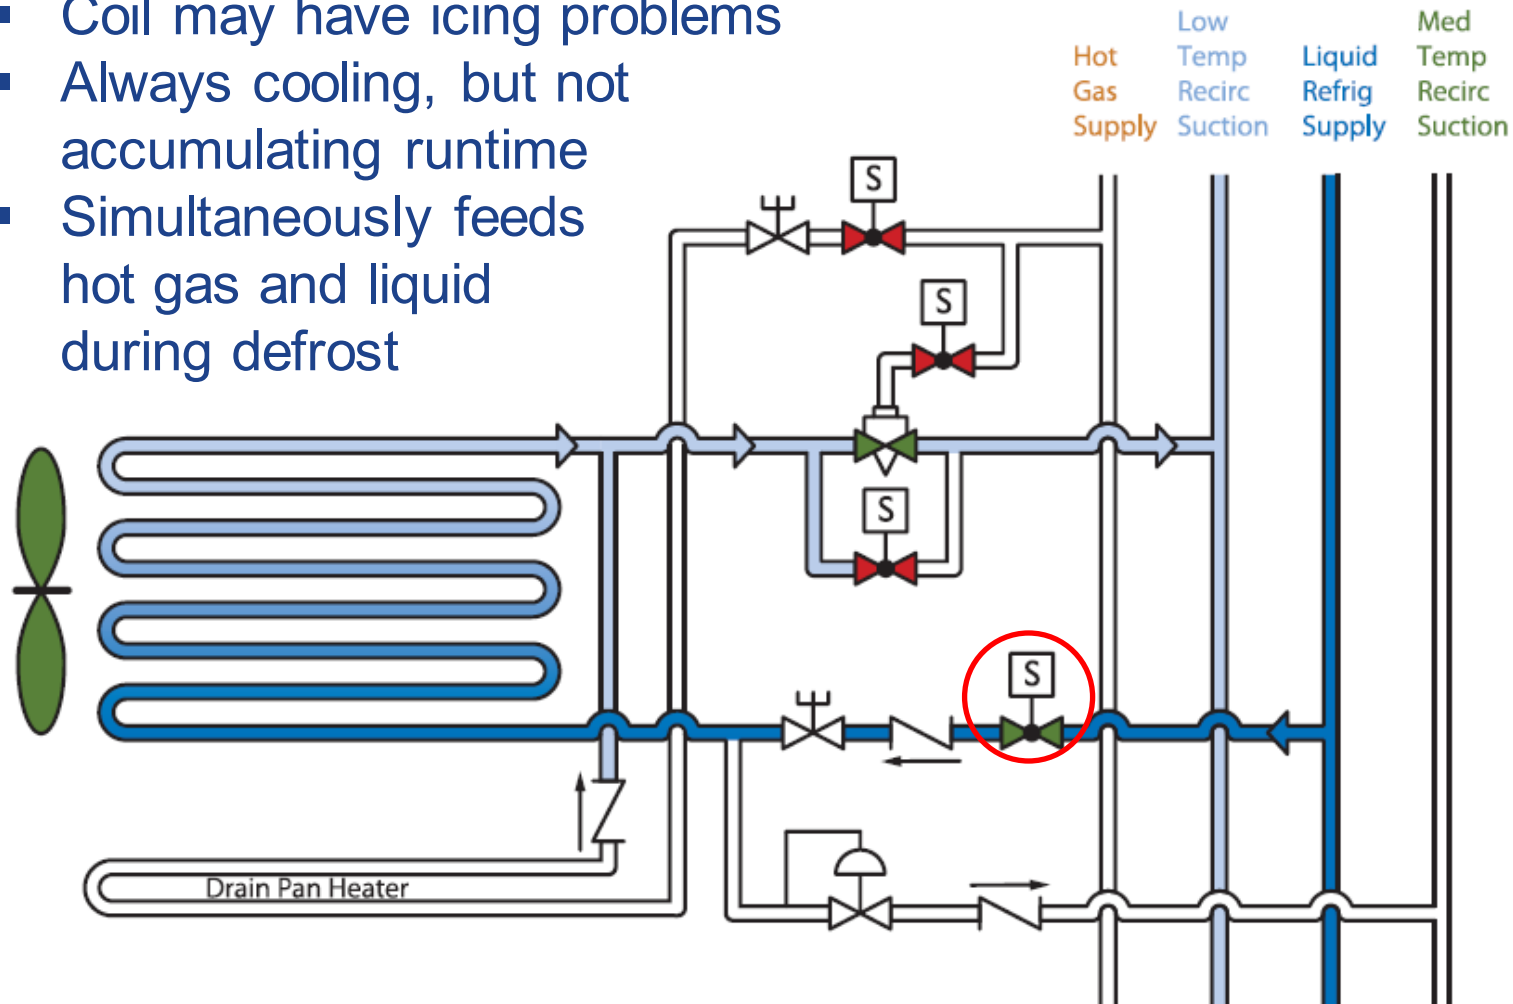 ▪ Coil may have icing problems
▪ Always cooling, but not
accumulating runtime
▪ Simultaneously feeds
hot gas and liquid
during defrost
Hot
Gas
Supply
Low
Temp
Recirc
Suction
Liquid
Refrig
Supply
Med
Temp
Recirc
Suction
S
S
S
S
Drain Pan Heater